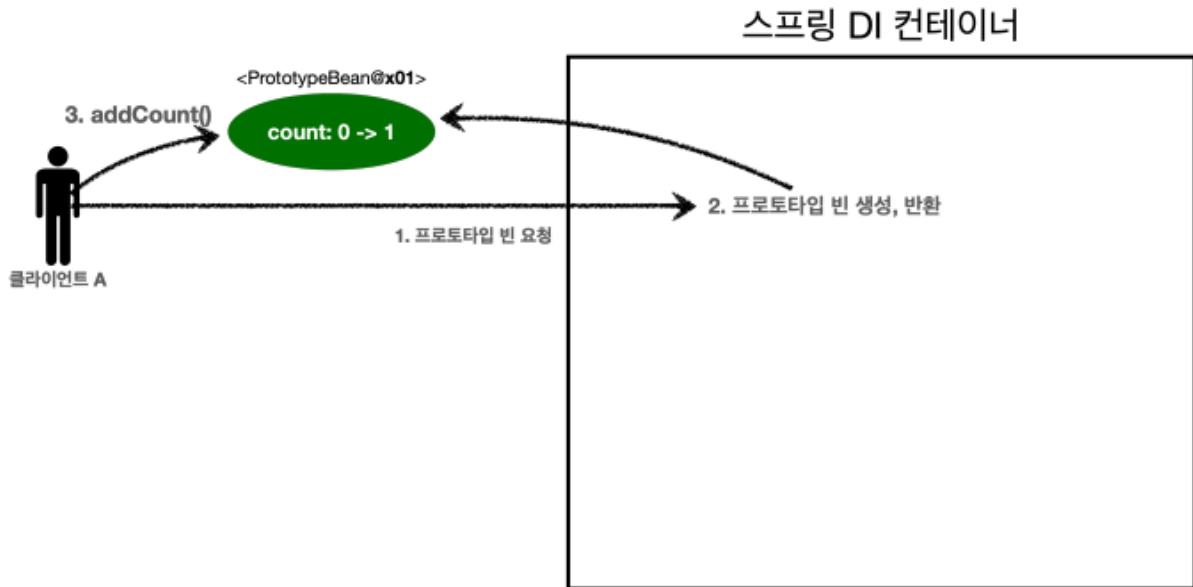 스프링 DI 컨테이너
<PrototypeBean@x01>
3. addCount()
count: 0 -> 1
2. 프로토타입 빈 생성, 반환
1. 프로토타입 빈 요청
클라이언트 A